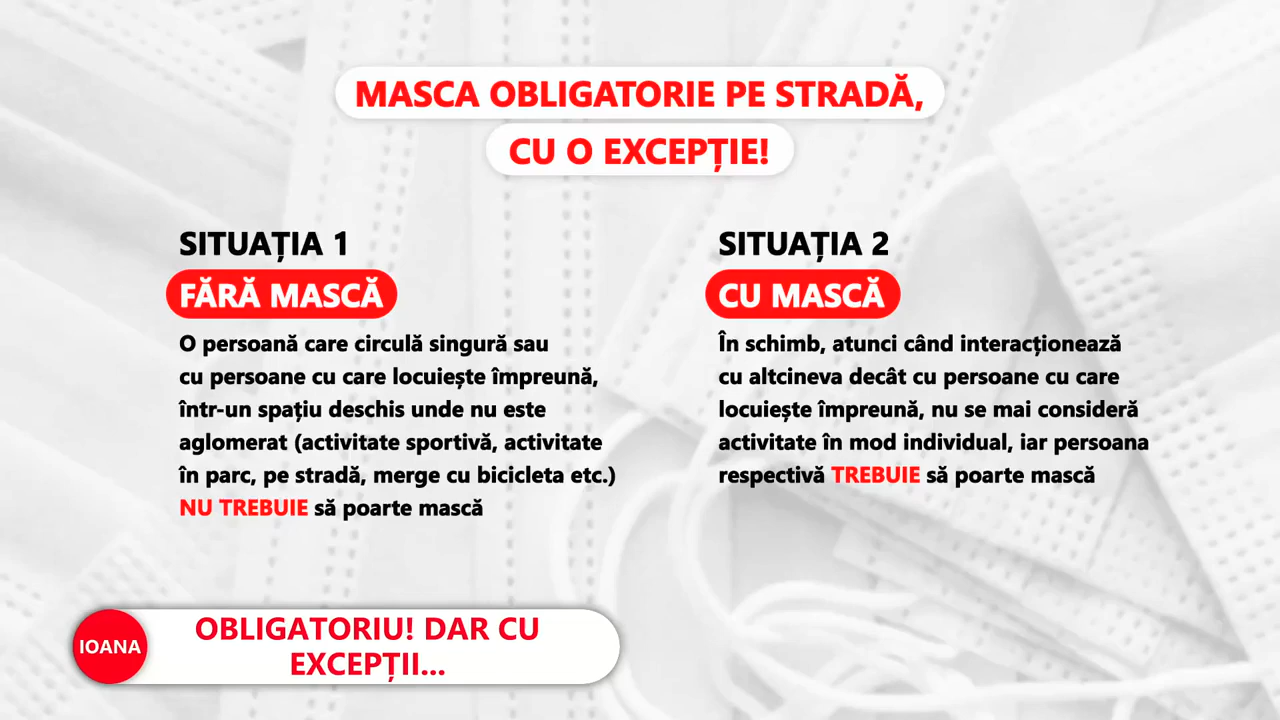 MASCA OBLIGATORIE PE STRADĂ,
CU O EXCEPȚIE!
SITUAȚIA 1
FĂRĂ MASCĂ
O persoană care circulă singură sau
cu persoane cu care locuiește împreună,
într-un spațiu deschis unde nu este
aglomerat (activitate sportivă, activitate
în parc, pe stradă, merge cu bicicleta etc.)
NU TREBUIE să poarte mască
SITUAȚIA 2
CU MASCĂ
În schimb, atunci când interacționează
cu altcineva decât cu persoane cu care
locuiește împreună, nu se mai consideră
activitate în mod individual, iar persoana
respectivă TREBUIE să poarte mască
IOANA
OBLIGATORIU! DAR CU
EXCEPȚII...